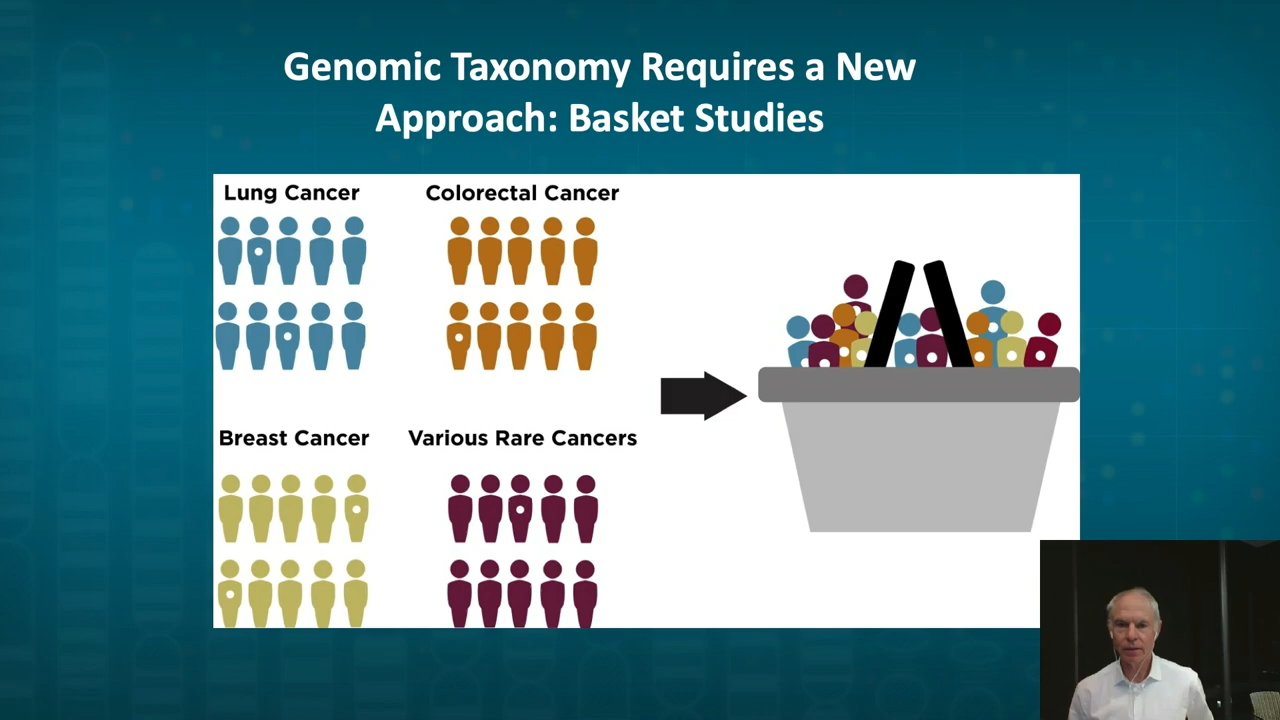 Genomic Taxonomy Requires a New
Approach: Basket Studies
Lung Cancer
Colorectal Cancer
Breast Cancer
Various Rare Cancers